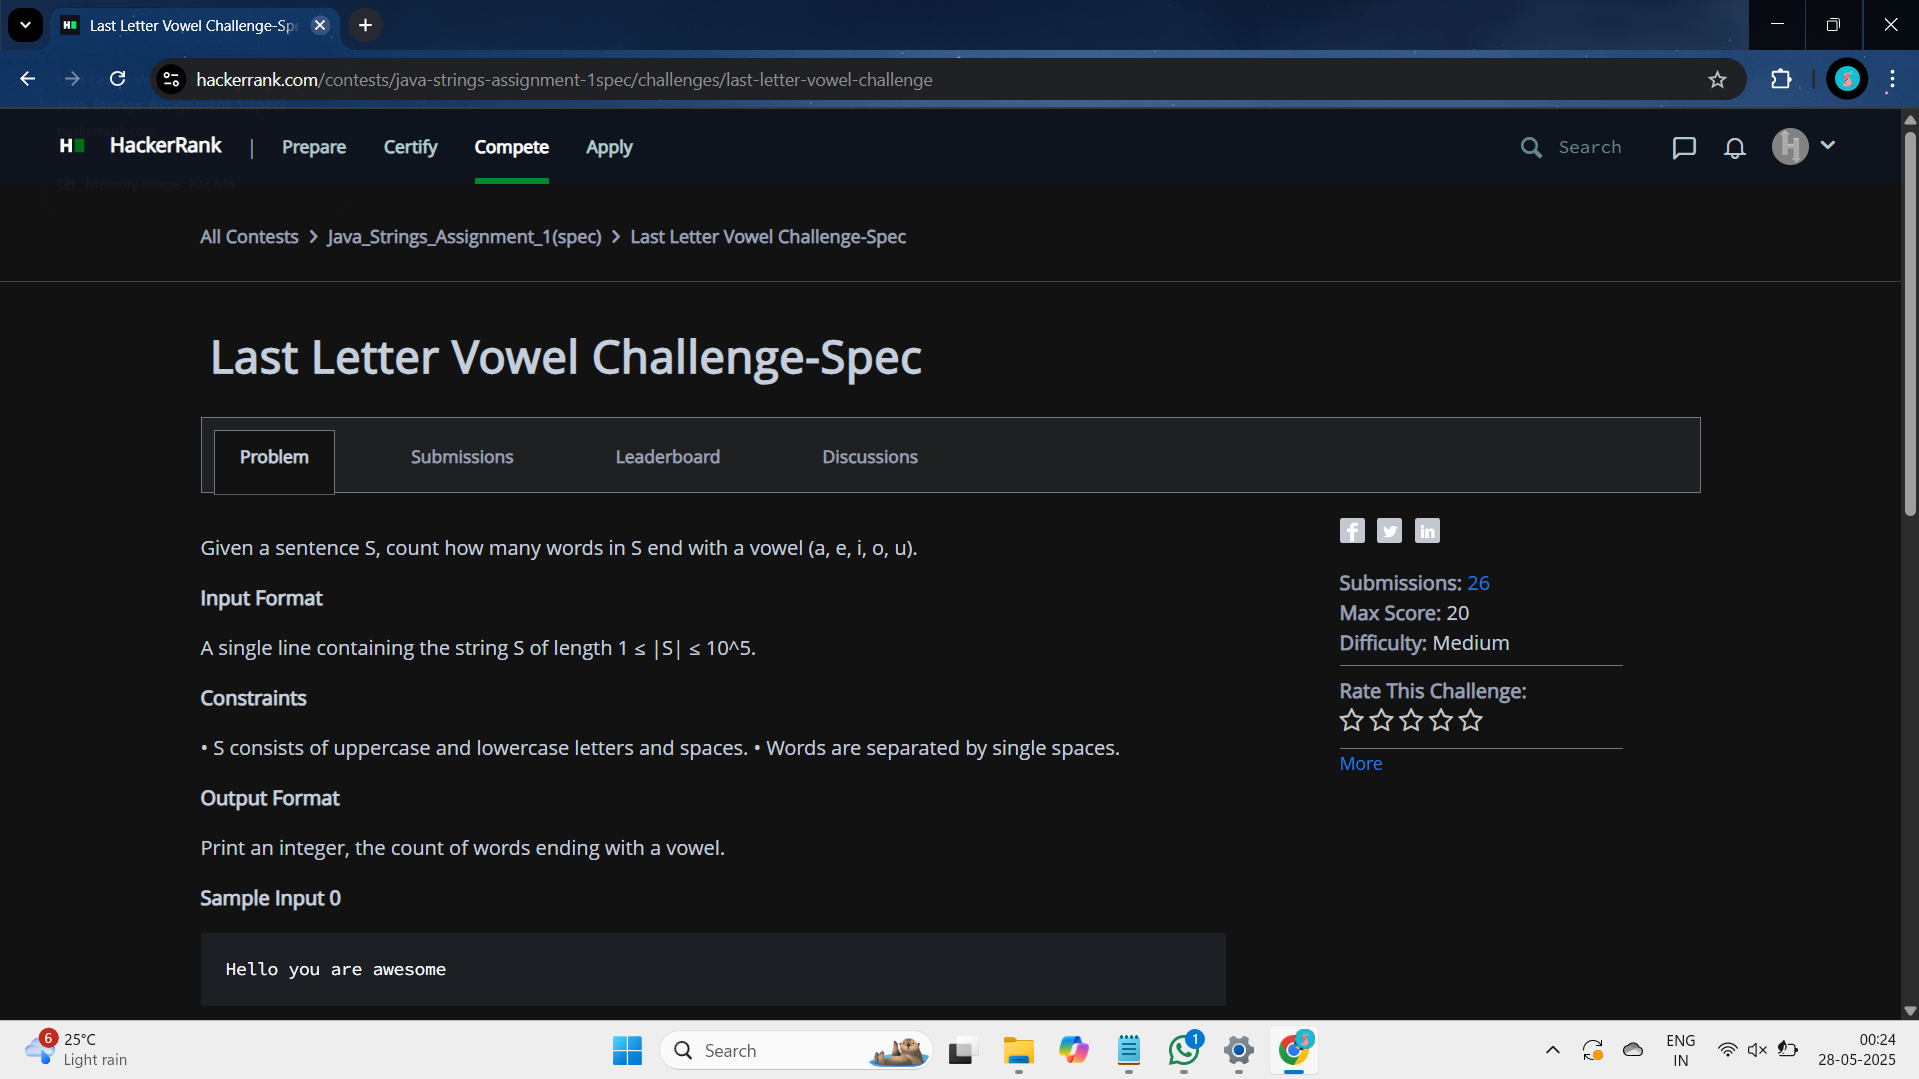 Last Letter Vowel Challenge-Spe
hackerrank.com/contests/java-strings-assignment-1spec/challenges/last-letter-vowel-challenge
H
HackerRank | Prepare Certify Compete Apply Search
Memory usage: 102 MB
All Contests > Java_Strings_Assignment_1(spec) > Last Letter Vowel Challenge-Spec
Last Letter Vowel Challenge-Spec
Problem Submissions Leaderboard Discussions
Given a sentence S, count how many words in S end with a vowel (a, e, i, o, u).
Input Format
A single line containing the string S of length 1 ≤ |S| ≤ 10^5.
Constraints
• S consists of uppercase and lowercase letters and spaces. • Words are separated by single spaces.
Output Format
Print an integer, the count of words ending with a vowel.
Sample Input 0
Hello you are awesome
Submissions: 26
Max Score: 20
Difficulty: Medium
Rate This Challenge:
More
6
25°C
Light rain
Search
1
ENG
IN
00:24
28-05-2025